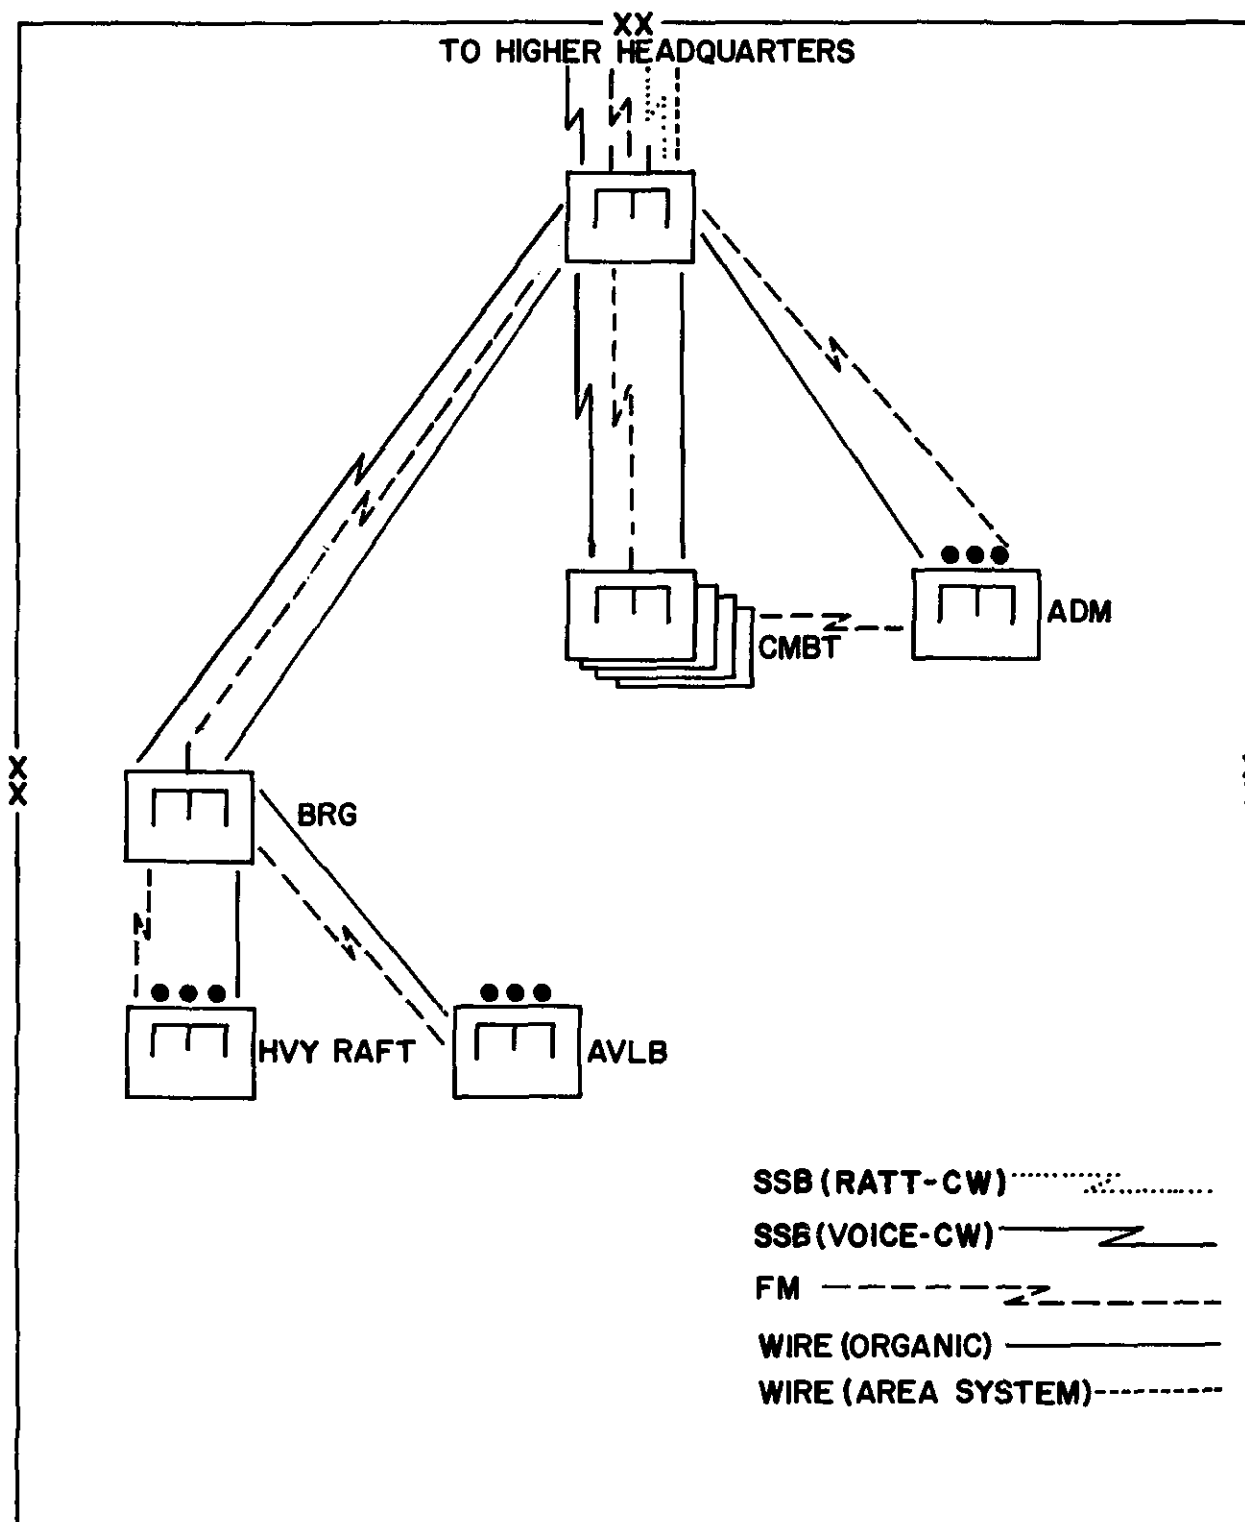 XX
TO HIGHER HEADQUARTERS
ADM
CMBT
X
X
BRG
HVY RAFT
AVLB
SSB (RATT-CW)
SSB (VOICE-CW)
FM
WIRE (ORGANIC)
WIRE (AREA SYSTEM)